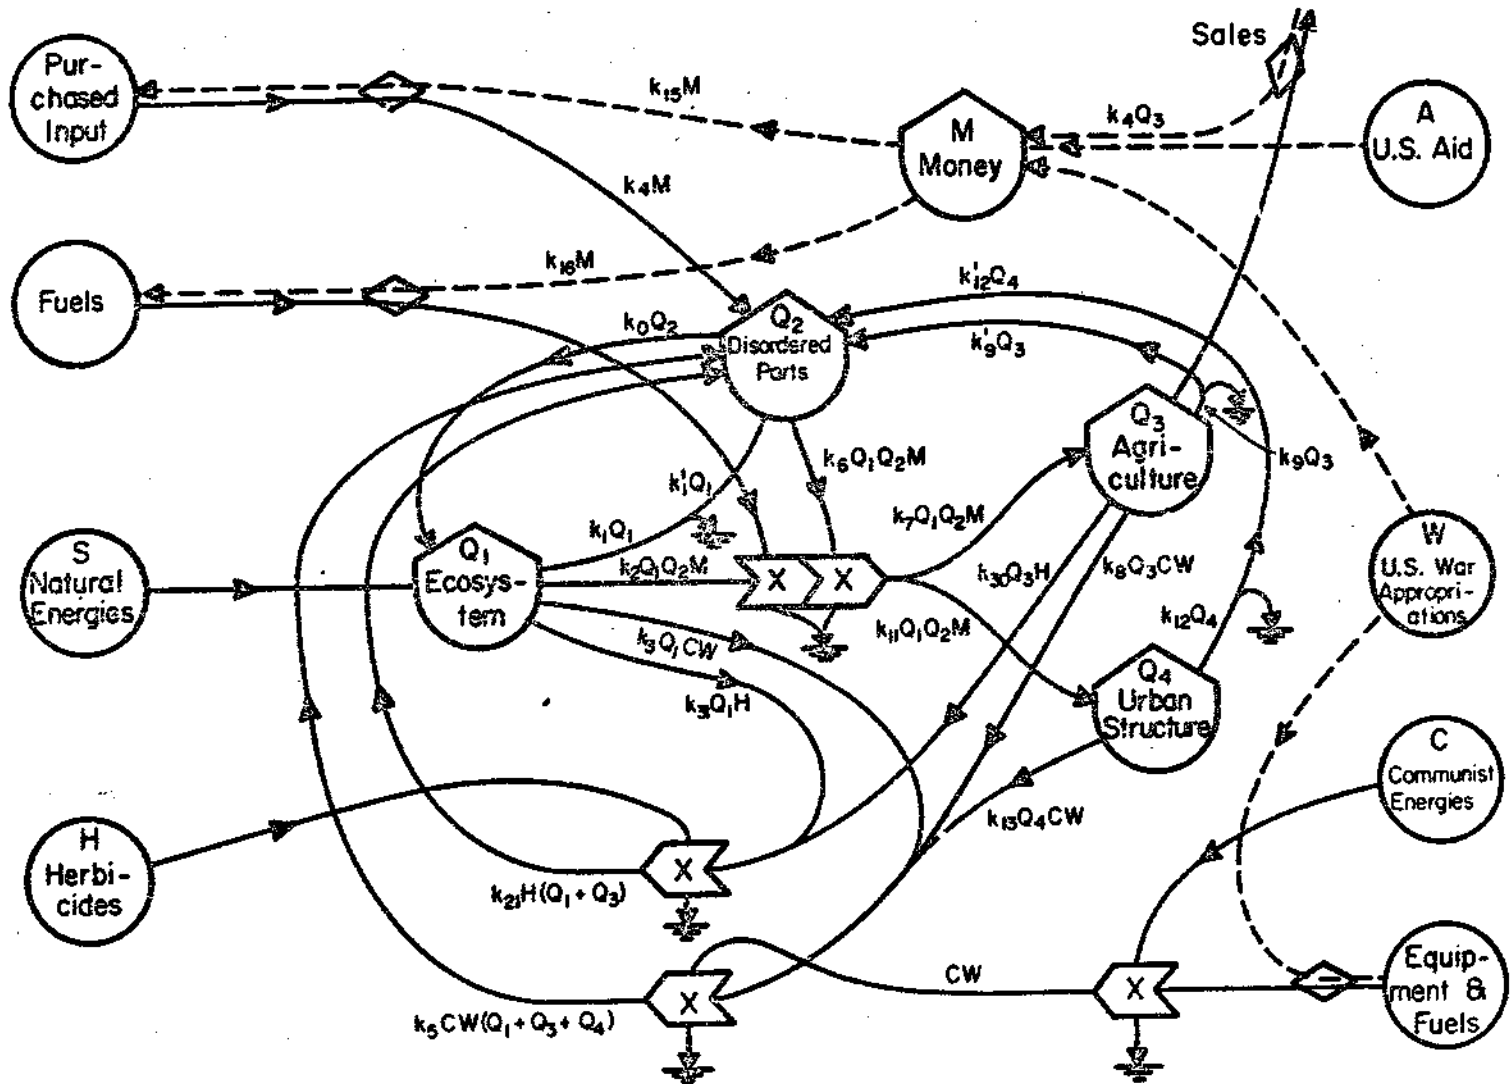 Pur-
chased
Input
k₁₅M
Sales
k₄Q₃
M
Money
A
U.S. Aid
k₄M
Fuels
k₁₆M
k'₁₂Q₄
k₀Q₂
Q₂
Disordered
Parts
k'₉Q₃
Q₃
Agri-
culture
k₉Q₃
k₆Q₁Q₂M
k'₁Q₁
k₁Q₁
k₇Q₁Q₂M
S
Natural
Energies
Q₁
Ecosys-
tem
k₂Q₁Q₂M
X
X
k₃₀Q₃H
k₈Q₃CW
W
U.S. War
Appropri-
ations
k₃Q₁CW
k₁₁Q₁Q₂M
k₁₂Q₄
k₃₁Q₁H
Q₄
Urban
Structure
C
Communist
Energies
k₁₃Q₄CW
H
Herbi-
cides
X
k₂₁H(Q₁ + Q₃)
CW
X
X
k₅CW(Q₁ + Q₃ + Q₄)
Equip-
ment &
Fuels